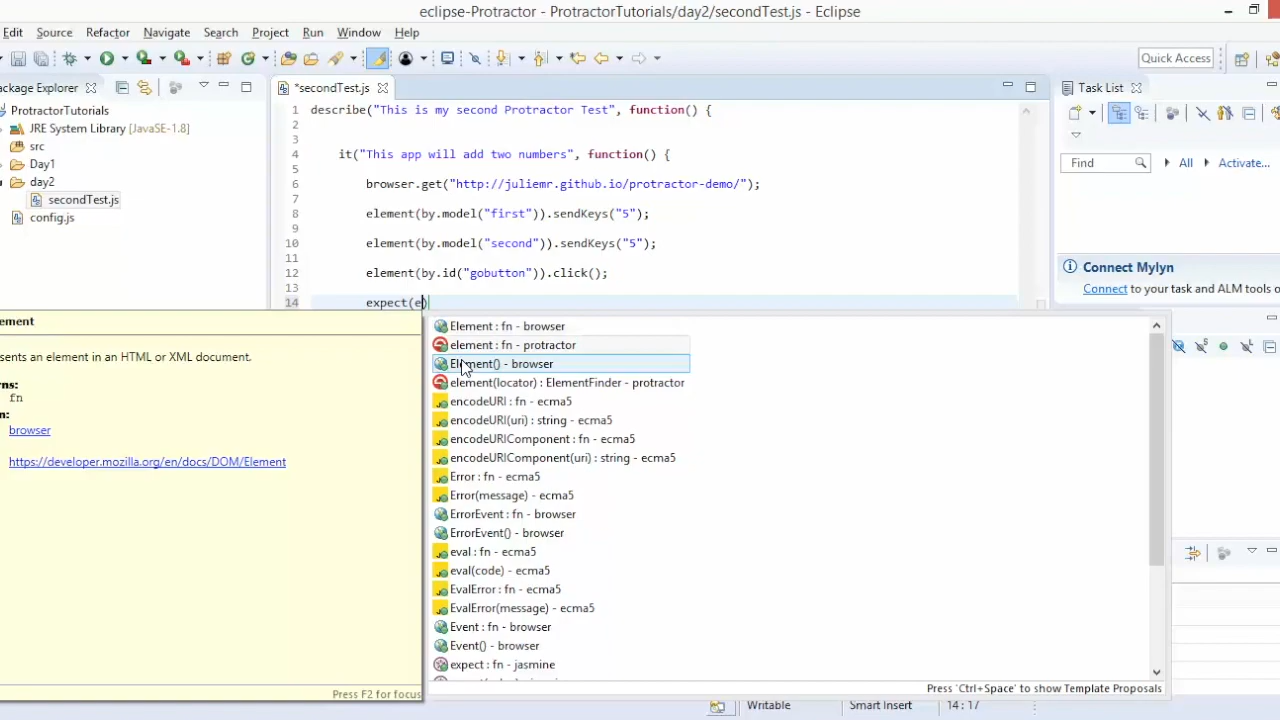 eclipse-Protractor - ProtractorTutorials/day2/secondTest.js - Eclipse
Edit Source Refactor Navigate Search Project Run Window Help
Quick Access
ackage Explorer
*secondTest.js
Task List
ProtractorTutorials
JRE System Library [JavaSE-1.8]
src
Day1
day2
secondTest.js
config.js
1 describe("This is my second Protractor Test", function() {
2
3
4 it("This app will add two numbers", function() {
5
6 browser.get("http://juliemr.github.io/protractor-demo/");
7
8 element(by.model("first")).sendKeys("5");
9
10 element(by.model("second")).sendKeys("5");
11
12 element(by.id("gobutton")).click();
13
14 expect(e)
Find All Activate...
Connect Mylyn
Connect to your task and ALM tools o
ement
sents an element in an HTML or XML document.
rns:
fn
n:
browser
https://developer.mozilla.org/en/docs/DOM/Element
Press F2 for focus
Element : fn - browser
element : fn - protractor
Element() - browser
element(locator) : ElementFinder - protractor
encodeURI : fn - ecma5
encodeURI(uri) : string - ecma5
encodeURIComponent : fn - ecma5
encodeURIComponent(uri) : string - ecma5
Error : fn - ecma5
Error(message) - ecma5
ErrorEvent : fn - browser
ErrorEvent() - browser
eval : fn - ecma5
eval(code) - ecma5
EvalError : fn - ecma5
EvalError(message) - ecma5
Event : fn - browser
Event() - browser
expect : fn - jasmine
Press 'Ctrl+Space' to show Template Proposals
Writable Smart Insert 14 : 17